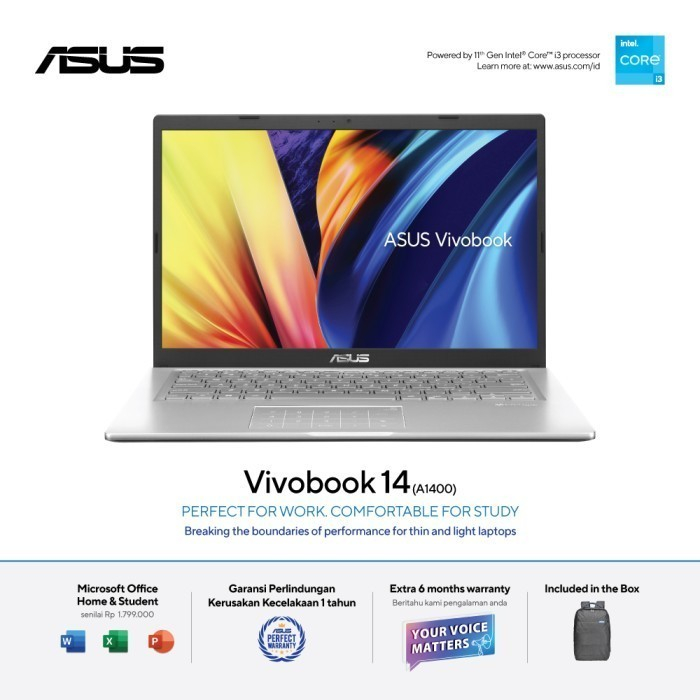 ASUS
Powered by 11th Gen Intel® Core™ i3 processor
Learn more at: www.asus.com/id
intel.
CORE
i3
ASUS Vivobook
ASUS
Vivobook 14 (A1400)
PERFECT FOR WORK. COMFORTABLE FOR STUDY
Breaking the boundaries of performance for thin and light laptops
Microsoft Office
Home & Student
senilai Rp 1.799.000
W X P
Garansi Perlindungan
Kerusakan Kecelakaan 1 tahun
ASUS
PERFECT
WARRANTY
Extra 6 months warranty
Beritahu kami pengalaman anda
YOUR VOICE
MATTERS
Included in the Box